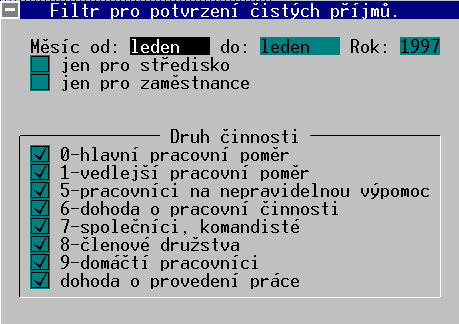 Filtr pro potvrzení čistých příjmů.
Měsíc od: leden do: leden Rok: 1997
jen pro středisko
jen pro zaměstnance
Druh činnosti
0-hlavní pracovní poměr
1-vedlejší pracovní poměr
5-pracovníci na nepravidelnou výpomoc
6-dohoda o pracovní činnosti
7-společníci, komandisté
8-členové družstva
9-domáčtí pracovníci
dohoda o provedení práce